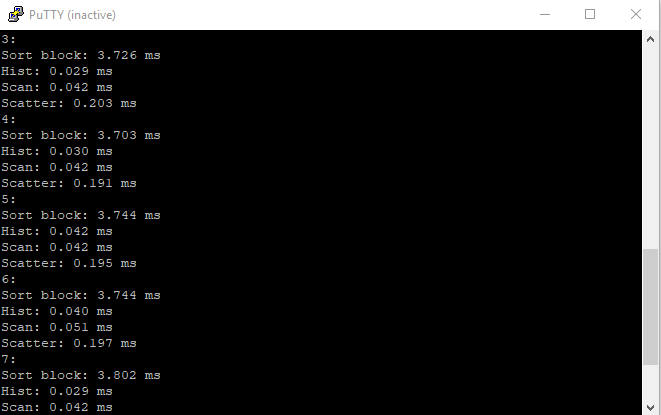 PuTTY (inactive)
3:
Sort block: 3.726 ms
Hist: 0.029 ms
Scan: 0.042 ms
Scatter: 0.203 ms
4:
Sort block: 3.703 ms
Hist: 0.030 ms
Scan: 0.042 ms
Scatter: 0.191 ms
5:
Sort block: 3.744 ms
Hist: 0.042 ms
Scan: 0.042 ms
Scatter: 0.195 ms
6:
Sort block: 3.744 ms
Hist: 0.040 ms
Scan: 0.051 ms
Scatter: 0.197 ms
7:
Sort block: 3.802 ms
Hist: 0.029 ms
Scan: 0.042 ms